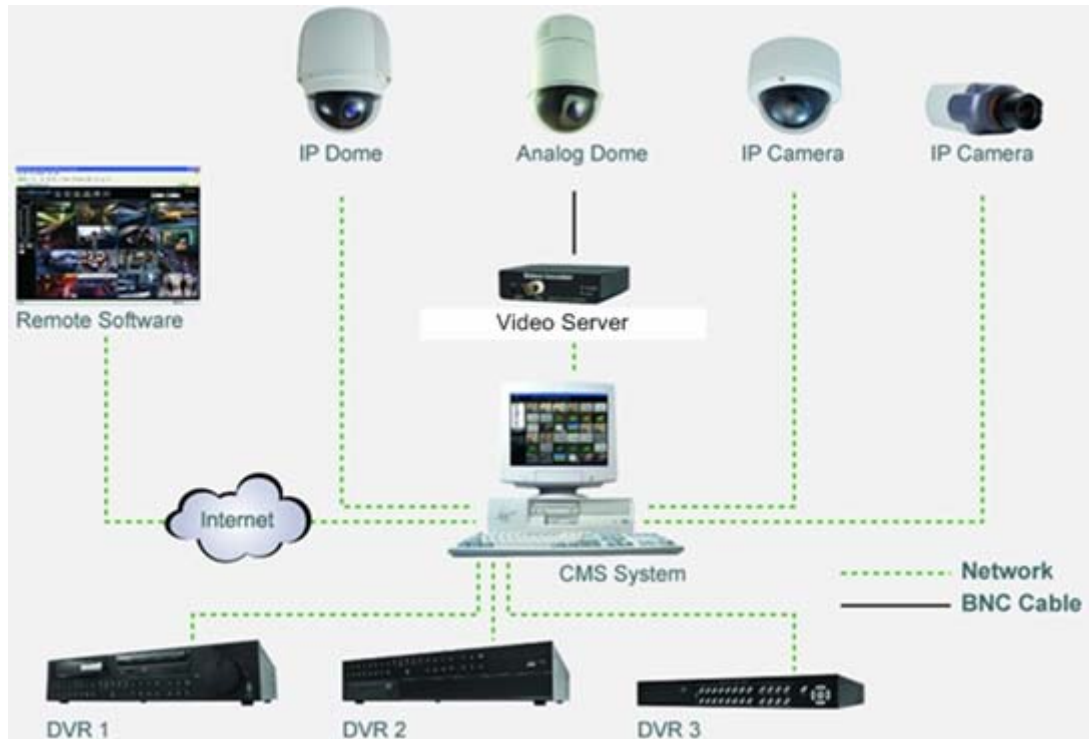 IP Dome
Analog Dome
IP Camera
IP Camera
Remote Software
Video Server
Internet
CMS System
Network
BNC Cable
DVR 1
DVR 2
DVR 3